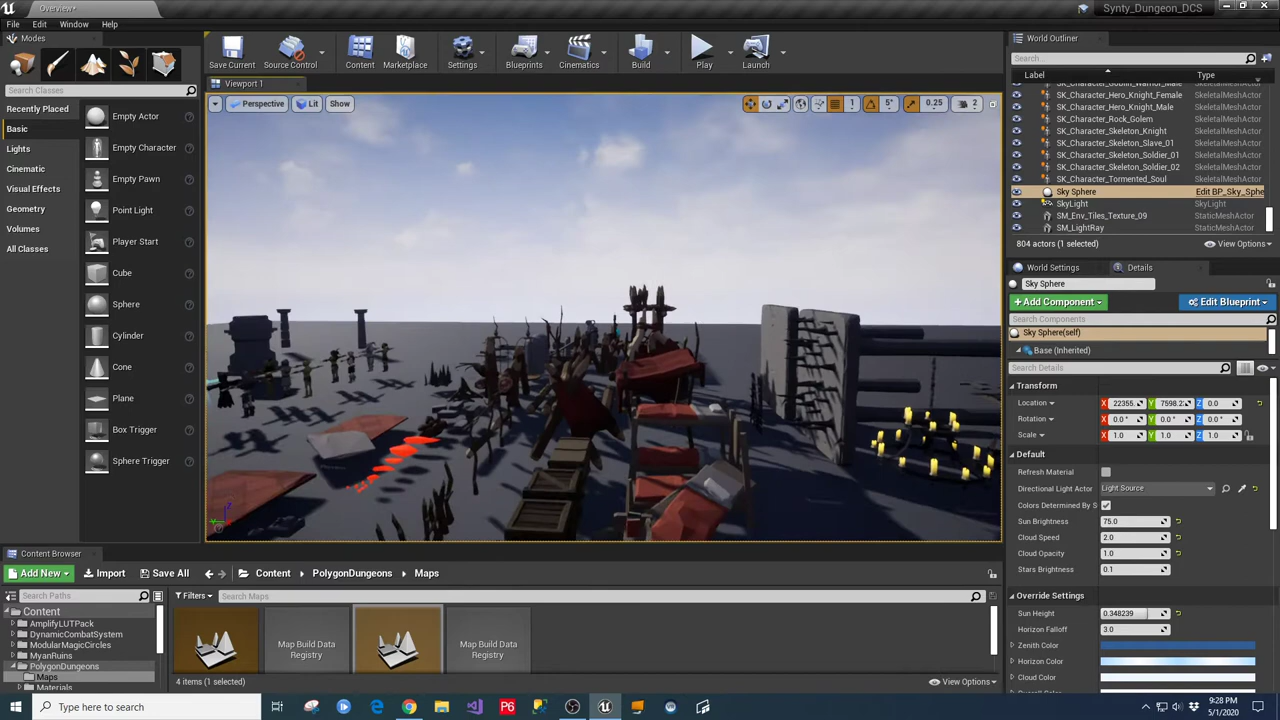 Overview*
Synty_Dungeon_DCS
File Edit Window Help
Modes
Search Classes
Recently Placed
Basic
Lights
Cinematic
Visual Effects
Geometry
Volumes
All Classes
Empty Actor
Empty Character
Empty Pawn
Point Light
Player Start
Cube
Sphere
Cylinder
Cone
Plane
Box Trigger
Sphere Trigger
Save Current
Source Control
Content
Marketplace
Settings
Blueprints
Cinematics
Build
Play
Launch
Viewport 1
Perspective Lit Show
5° 0.25 2
World Outliner
Search...
Label Type
SK_Character_Hero_Knight_Female SkeletalMeshActor
SK_Character_Hero_Knight_Male SkeletalMeshActor
SK_Character_Rock_Golem SkeletalMeshActor
SK_Character_Skeleton_Knight SkeletalMeshActor
SK_Character_Skeleton_Slave_01 SkeletalMeshActor
SK_Character_Skeleton_Soldier_01 SkeletalMeshActor
SK_Character_Skeleton_Soldier_02 SkeletalMeshActor
SK_Character_Tormented_Soul SkeletalMeshActor
Sky Sphere Edit BP_Sky_Sphe
SkyLight SkyLight
SM_Env_Tiles_Texture_09 StaticMeshActor
SM_LightRay StaticMeshActor
804 actors (1 selected) View Options
World Settings Details
Sky Sphere
+Add Component Edit Blueprint
Search Components
Sky Sphere(self)
Base (Inherited)
Search Details
Transform
Location X 22355. Y 7598.2 Z 0.0
Rotation X 0.0 ° Y 0.0 ° Z 0.0 °
Scale X 1.0 Y 1.0 Z 1.0
Default
Refresh Material
Directional Light Actor Light Source
Colors Determined By S
Sun Brightness 75.0
Cloud Speed 2.0
Cloud Opacity 1.0
Stars Brightness 0.1
Override Settings
Sun Height 0.348239
Horizon Falloff 3.0
Zenith Color
Horizon Color
Cloud Color
Content Browser
Add New Import Save All Content PolygonDungeons Maps
Search Paths
Content
AmplifyLUTPack
DynamicCombatSystem
ModularMagicCircles
MyanRuins
PolygonDungeons
Maps
Materials
Filters Search Maps
Map Build Data
Registry
Map Build Data
Registry
4 items (1 selected) View Options
Type here to search
9:28 PM
5/1/2020